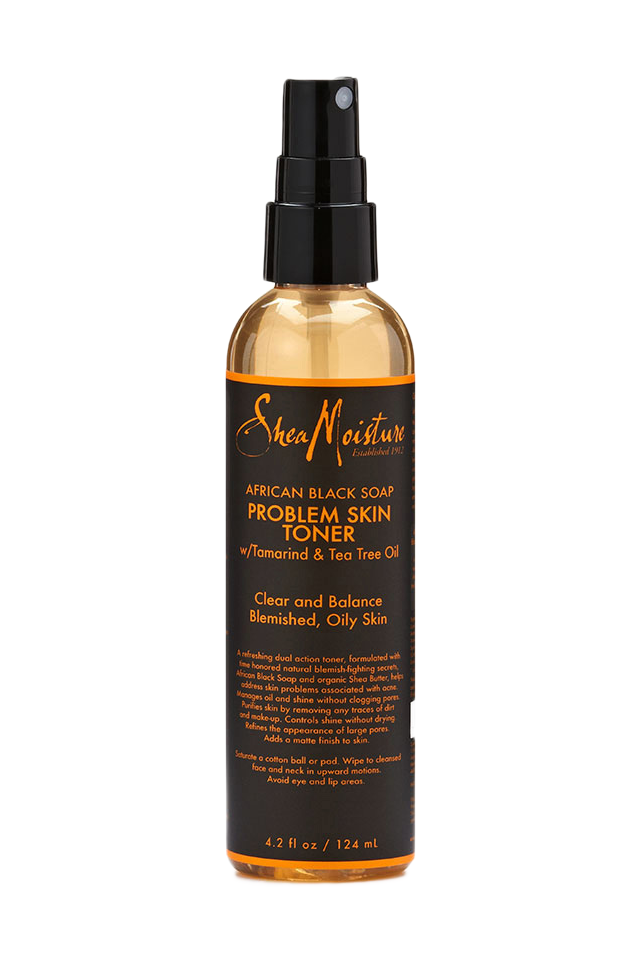 SheaMoisture
Established 1912
AFRICAN BLACK SOAP
PROBLEM SKIN
TONER
w/Tamarind & Tea Tree Oil
Clear and Balance
Blemished, Oily Skin
A refreshing dual action toner, formulated with
time honored natural blemish-fighting secrets,
African Black Soap and organic Shea Butter, helps
address skin problems associated with acne.
Manages oil and shine without clogging pores.
Purifies skin by removing any traces of dirt
and make-up. Controls shine without drying.
Refines the appearance of large pores.
Adds a matte finish to skin.
Saturate a cotton ball or pad. Wipe to cleansed
face and neck in upward motions.
Avoid eye and lip areas.
4.2 fl oz / 124 mL